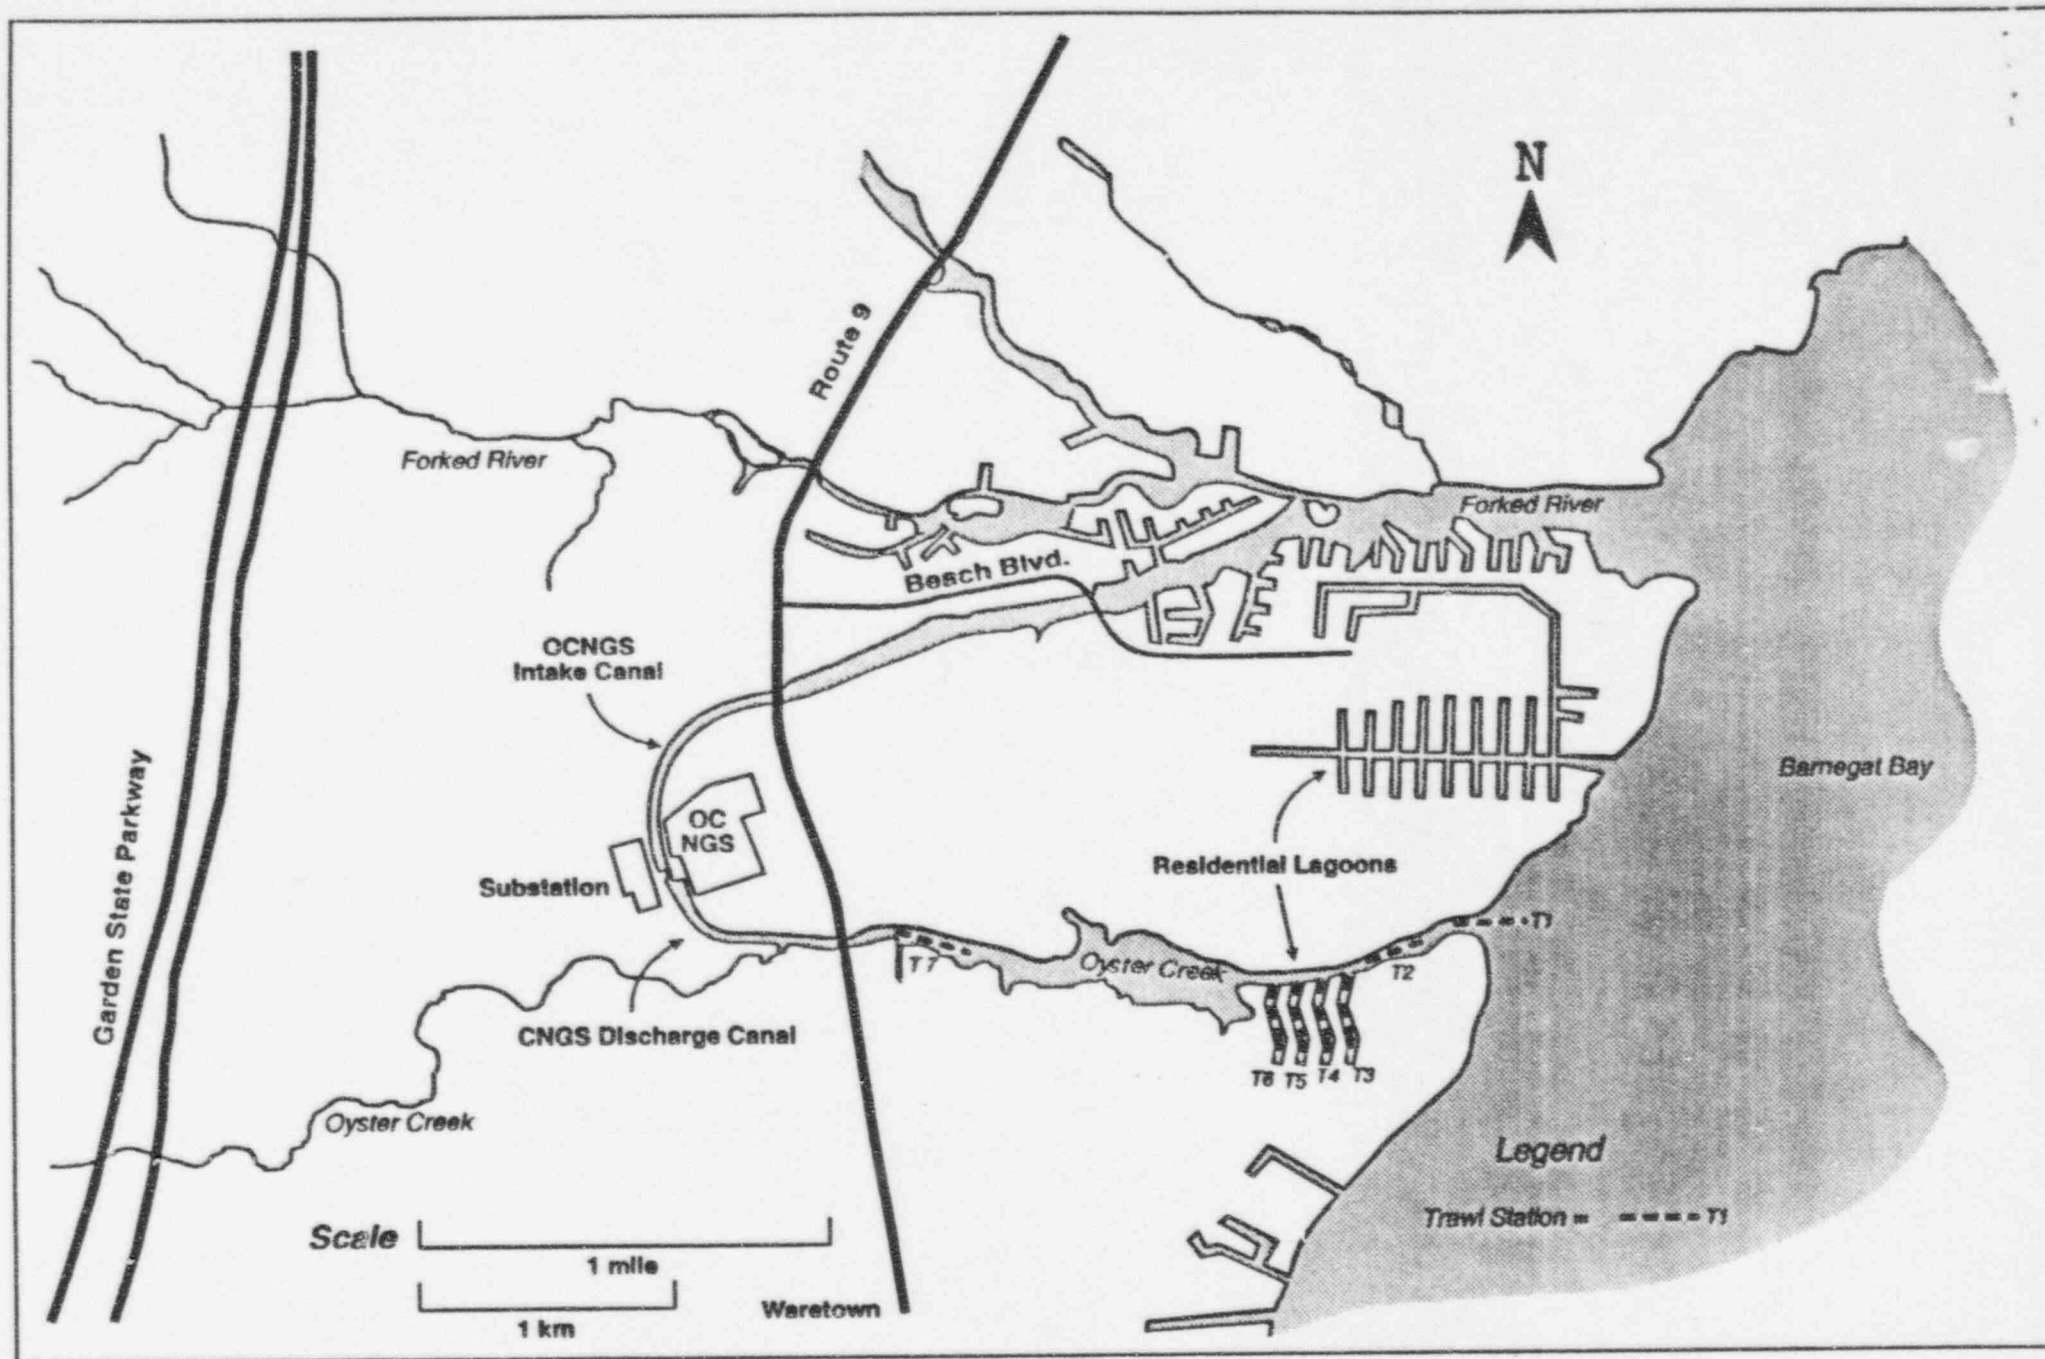 N
Route 9
Forked River
Forked River
Beach Blvd.
OCNGS
Intake Canal
Garden State Parkway
Barnegat Bay
OC
NGS
Substation
Residential Lagoons
T1
T7
Oyster Creek
T2
CNGS Discharge Canal
T6 T5 T4 T3
Oyster Creek
Legend
Trawl Station = T1
Scale
1 mile
1 km
Waretown